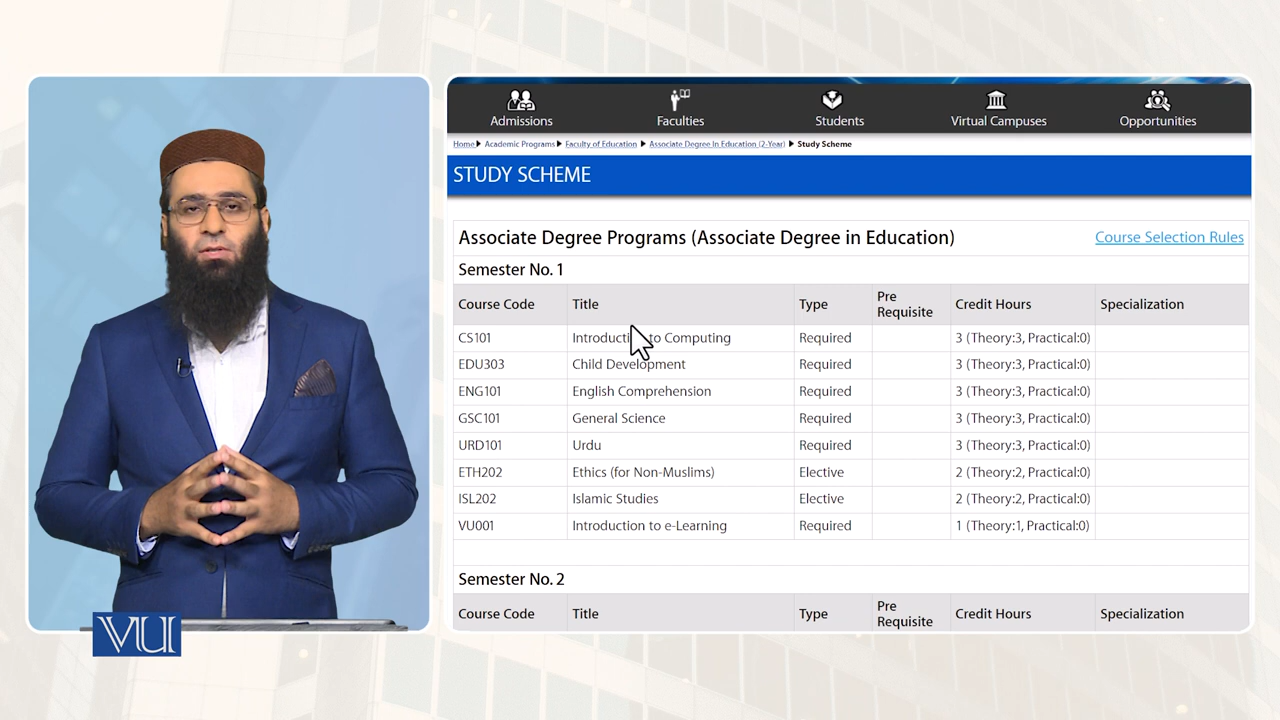 VU
Admissions
Faculties
Students
Virtual Campuses
Opportunities
Home Academic Programs Faculty of Education Associate Degree In Education (2-Year) Study Scheme
STUDY SCHEME
Associate Degree Programs (Associate Degree in Education) Course Selection Rules
Semester No. 1
Course Code Title Type Pre Requisite Credit Hours Specialization
CS101 Introduction to Computing Required 3 (Theory:3, Practical:0)
EDU303 Child Development Required 3 (Theory:3, Practical:0)
ENG101 English Comprehension Required 3 (Theory:3, Practical:0)
GSC101 General Science Required 3 (Theory:3, Practical:0)
URD101 Urdu Required 3 (Theory:3, Practical:0)
ETH202 Ethics (for Non-Muslims) Elective 2 (Theory:2, Practical:0)
ISL202 Islamic Studies Elective 2 (Theory:2, Practical:0)
VU001 Introduction to e-Learning Required 1 (Theory:1, Practical:0)
Semester No. 2
Course Code Title Type Pre Requisite Credit Hours Specialization